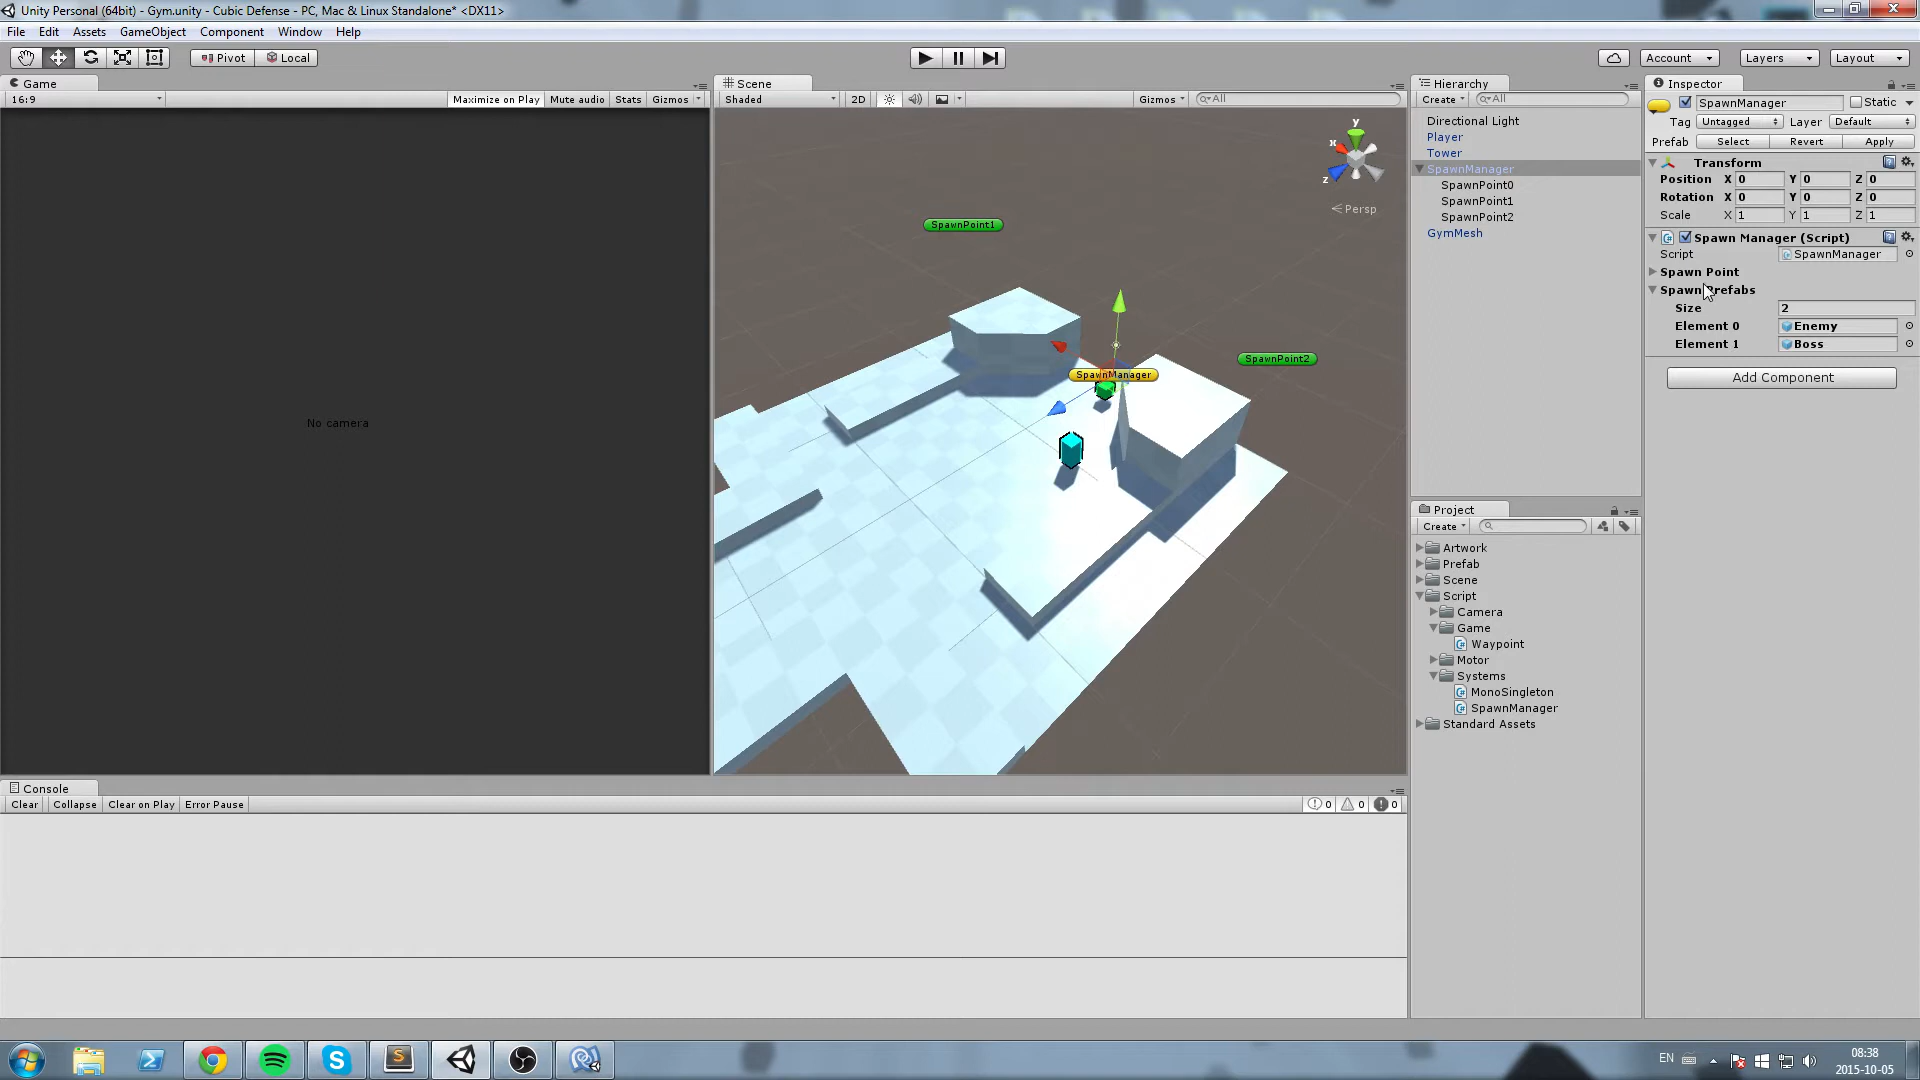 Unity Personal (64bit) - Gym.unity - Cubic Defense - PC, Mac & Linux Standalone* <DX11>
File Edit Assets GameObject Component Window Help
Pivot Local Account Layers Layout
Game
16:9 Maximize on Play Mute audio Stats Gizmos
No camera
Scene
Shaded 2D Gizmos All
y
x
z
Persp
SpawnPoint1
SpawnPoint2
SpawnManager
Console
Clear Collapse Clear on Play Error Pause 0 0 0
Hierarchy
Create All
Directional Light
Player
Tower
SpawnManager
SpawnPoint0
SpawnPoint1
SpawnPoint2
GymMesh
Project
Create
Artwork
Prefab
Scene
Script
Camera
Game
Waypoint
Motor
Systems
MonoSingleton
SpawnManager
Standard Assets
Inspector
SpawnManager Static
Tag Untagged Layer Default
Prefab Select Revert Apply
Transform
Position X 0 Y 0 Z 0
Rotation X 0 Y 0 Z 0
Scale X 1 Y 1 Z 1
Spawn Manager (Script)
Script SpawnManager
Spawn Point
Spawn Prefabs
Size 2
Element 0 Enemy
Element 1 Boss
Add Component
EN
08:38
2015-10-05